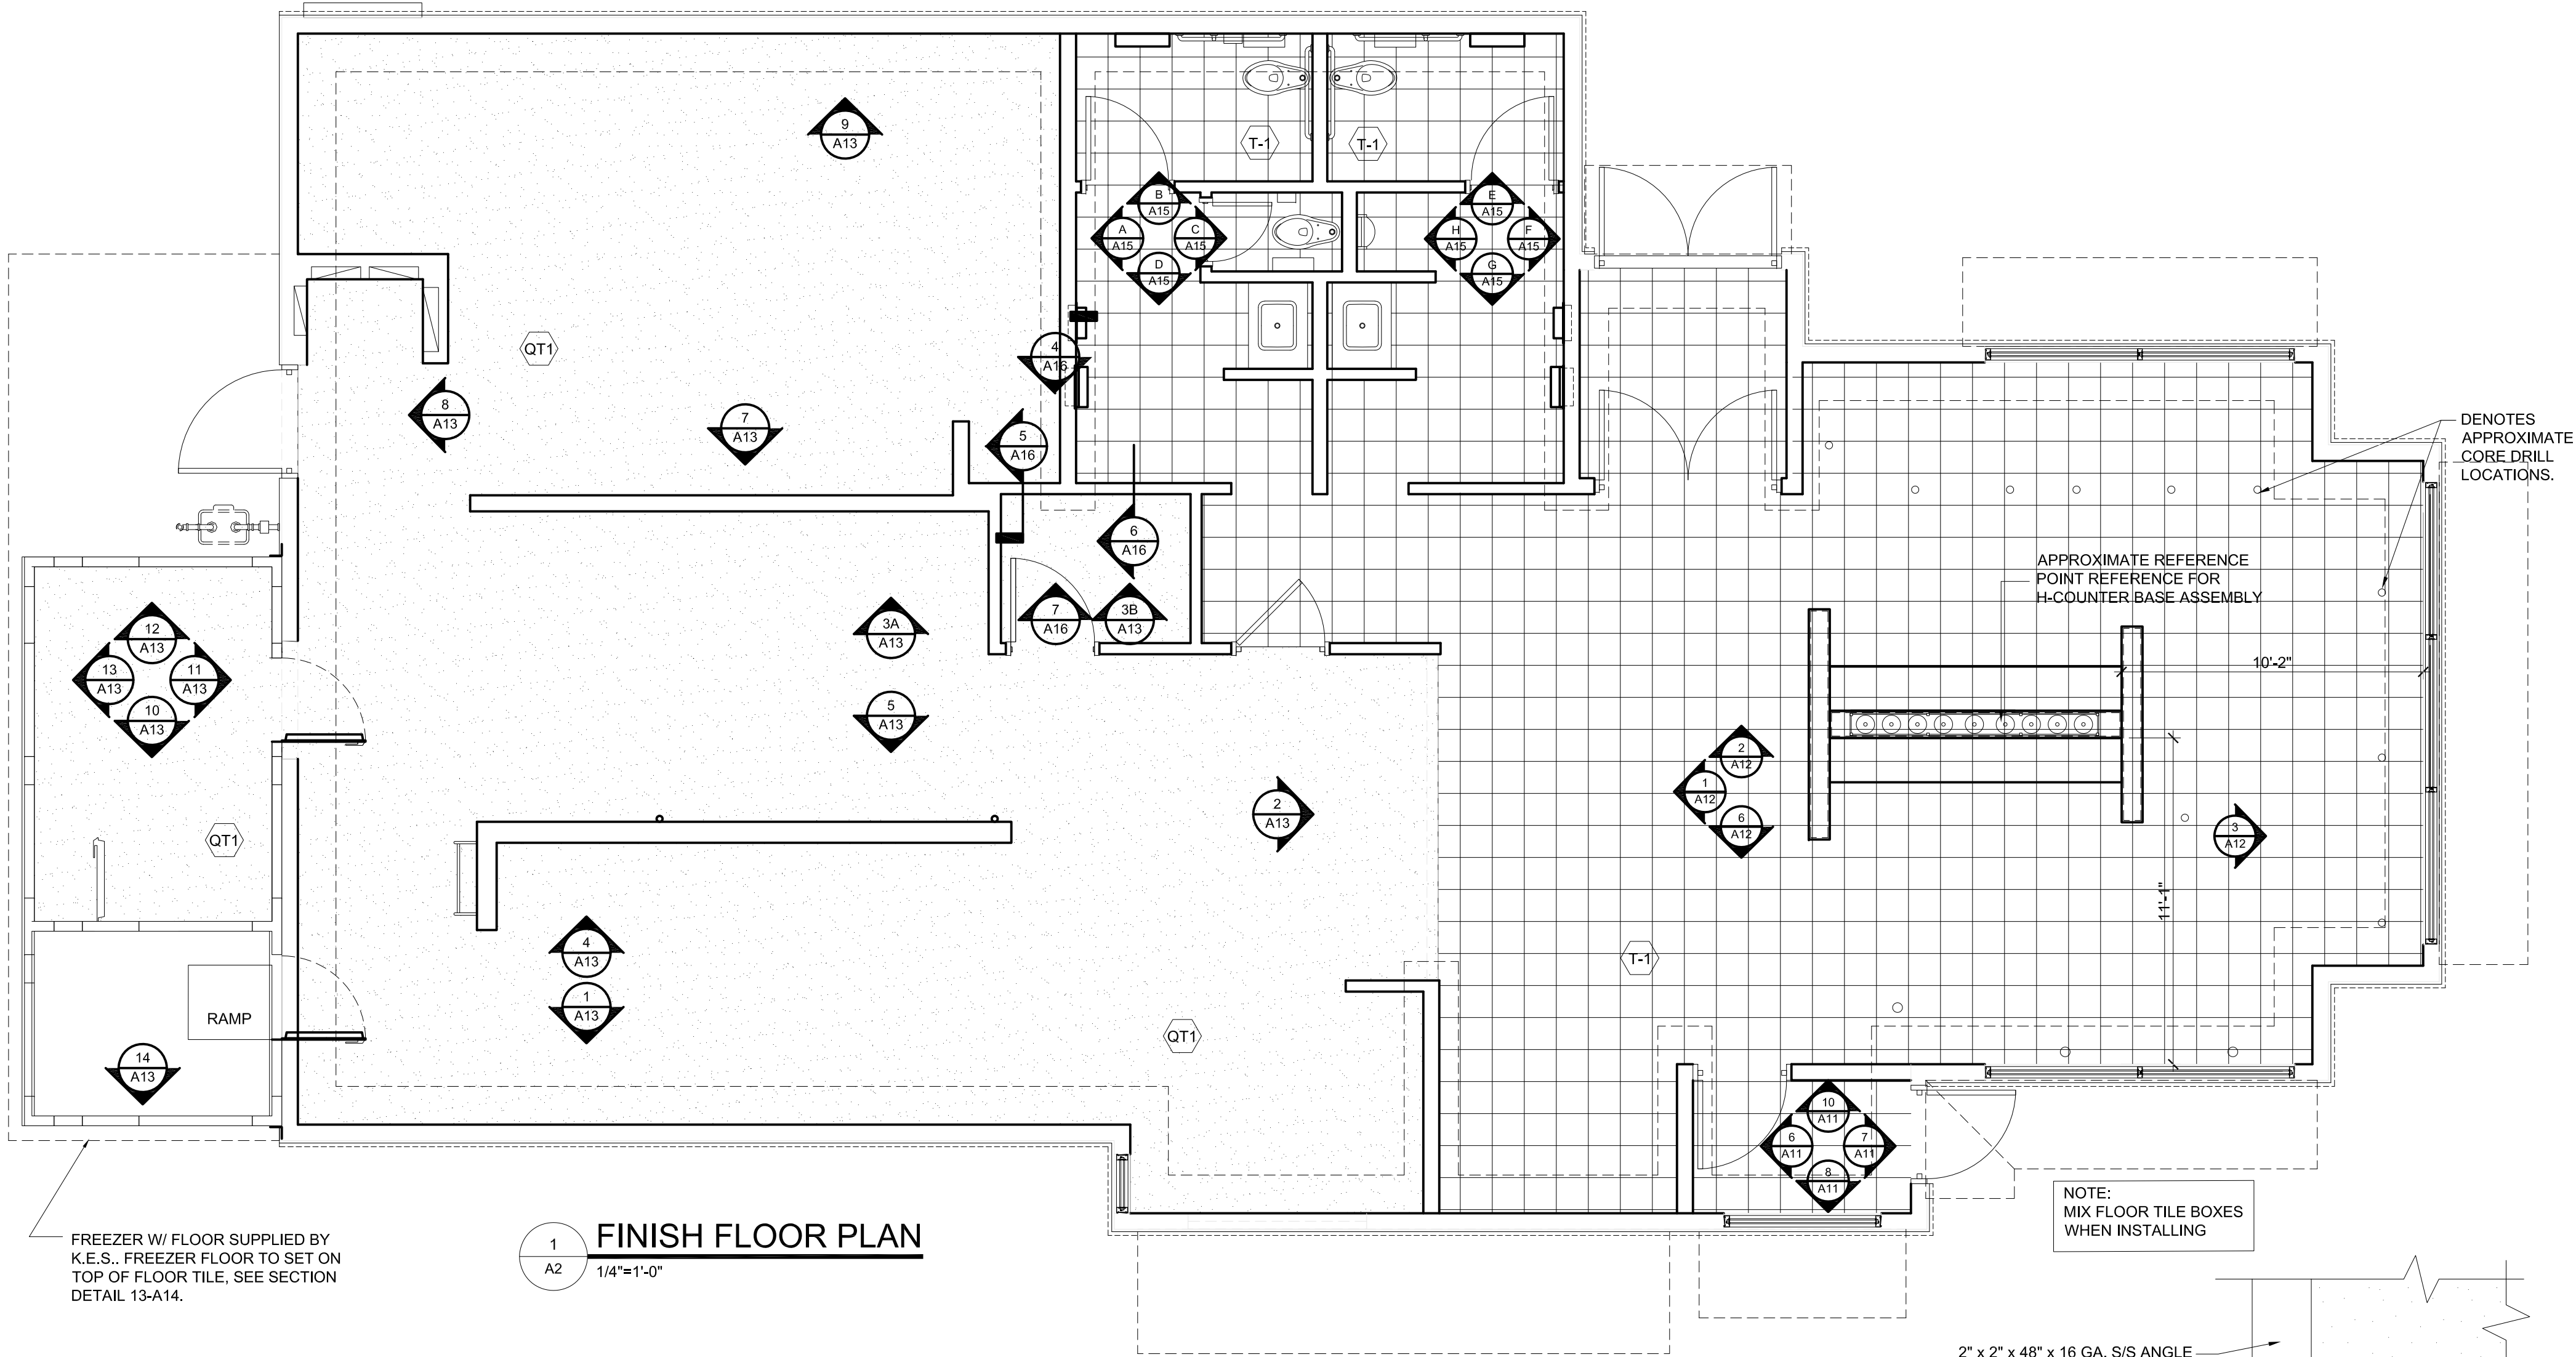 9
A13
T-1
T-1
B
A15
E
A15
A
A15
C
A15
H
A15
F
A15
D
A15
G
A15
QT1
4
A16
8
A13
7
A13
5
A16
DENOTES
APPROXIMATE
CORE DRILL
LOCATIONS.
6
A16
APPROXIMATE REFERENCE
POINT REFERENCE FOR
H-COUNTER BASE ASSEMBLY
7
A16
3B
A13
3A
A13
12
A13
13
A13
11
A13
10
A13
10'-2"
5
A13
2
A12
1
A12
6
A12
2
A13
3
A12
QT1
11'-1"
4
A13
T-1
1
A13
RAMP
QT1
14
A13
10
A11
6
A11
7
A11
8
A11
NOTE:
MIX FLOOR TILE BOXES
WHEN INSTALLING
FREEZER W/ FLOOR SUPPLIED BY
K.E.S.. FREEZER FLOOR TO SET ON
TOP OF FLOOR TILE, SEE SECTION
DETAIL 13-A14.
1
A2
FINISH FLOOR PLAN
1/4"=1'-0"
2" x 2" x 48" x 16 GA. S/S ANGLE